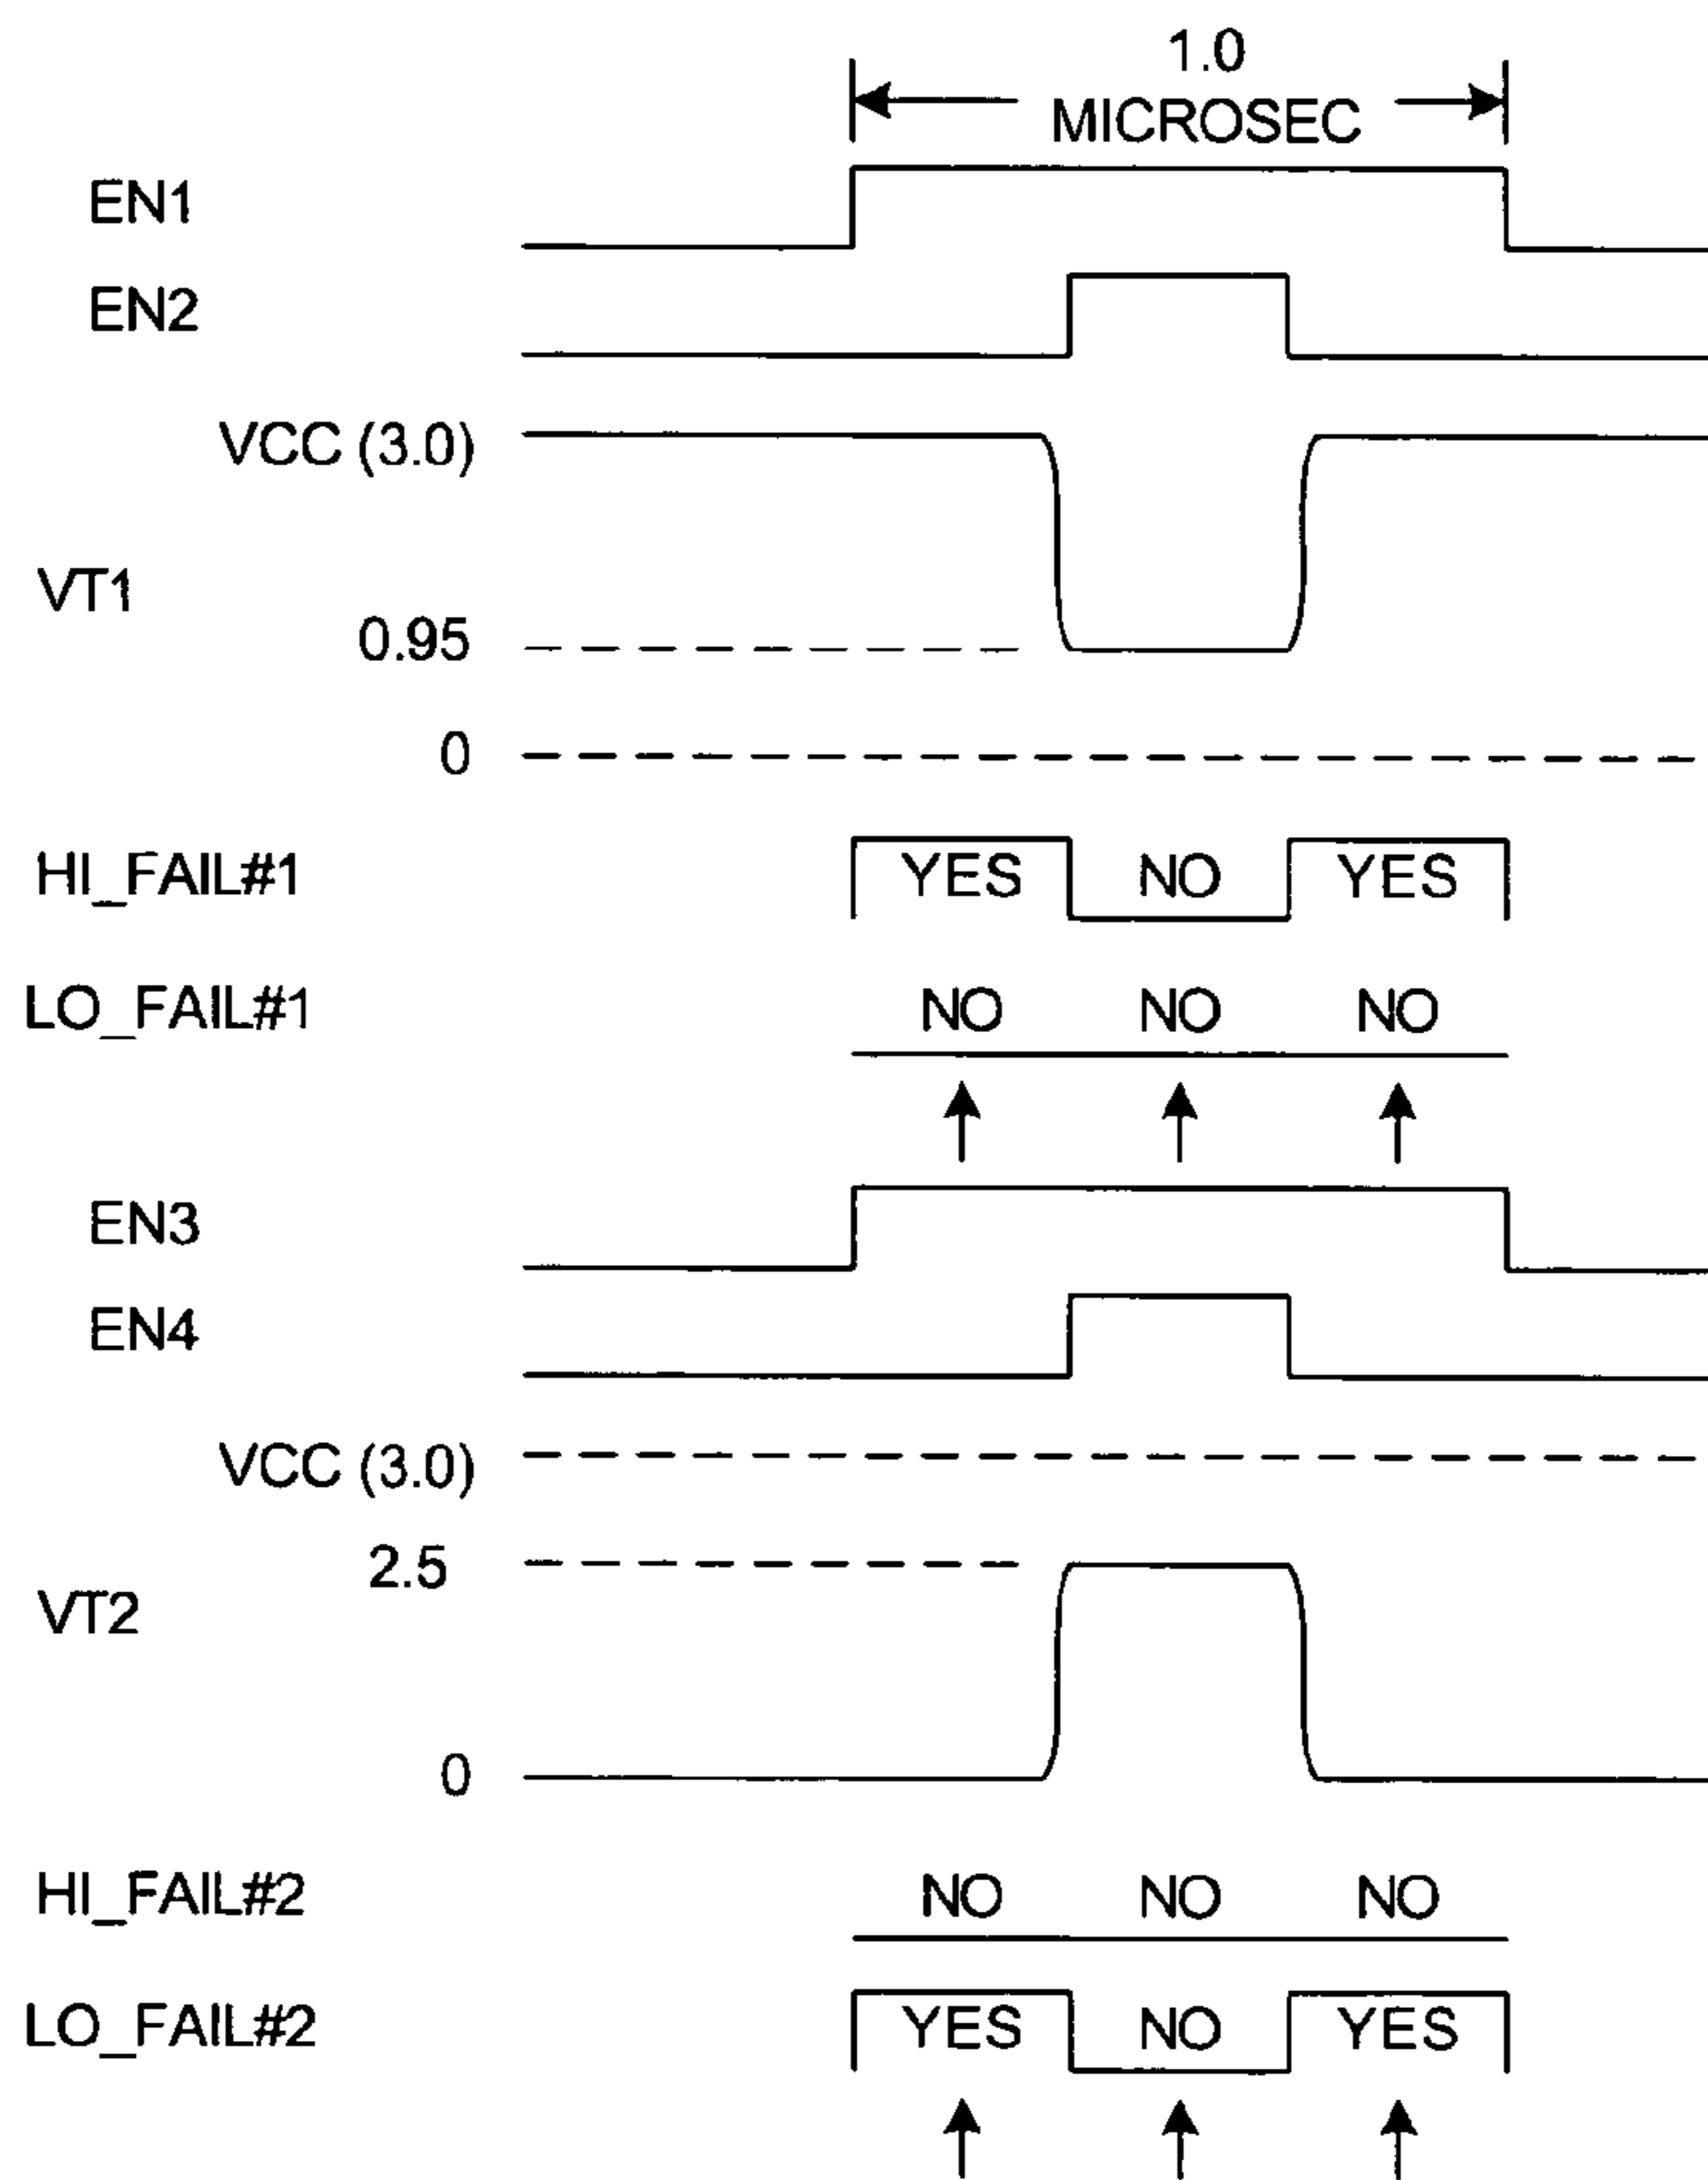 1.0
MICROSEC
EN1
EN2
VCC (3.0)
VT1
0.95
0
HI_FAIL#1 YES NO YES
LO_FAIL#1 NO NO NO
EN3
EN4
VCC (3.0)
2.5
VT2
0
HI_FAIL#2 NO NO NO
LO_FAIL#2 YES NO YES